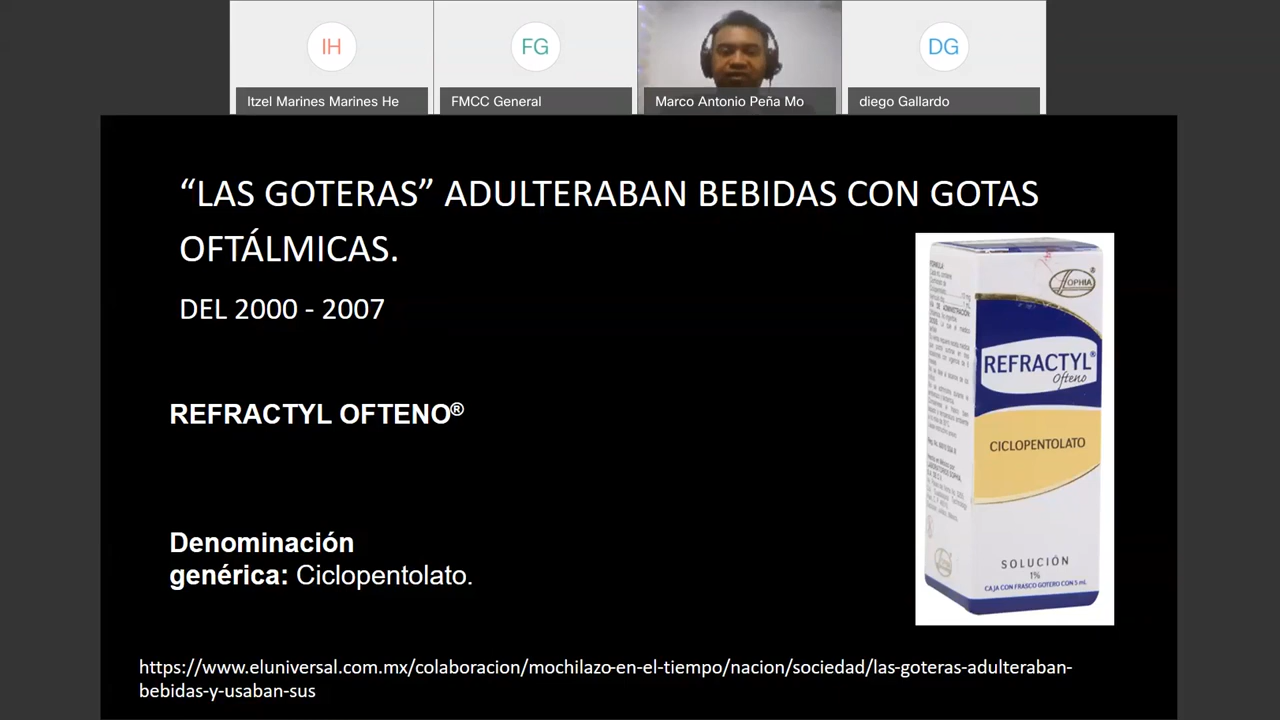 IH
FG
DG
Itzel Marines Marines He
FMCC General
Marco Antonio Peña Mo
diego Gallardo
“LAS GOTERAS” ADULTERABAN BEBIDAS CON GOTAS
OFTÁLMICAS.
DEL 2000 - 2007
REFRACTYL OFTENO®
Denominación
genérica: Ciclopentolato.
SOPHIA®
REFRACTYL®
Ofteno
CICLOPENTOLATO
SOLUCIÓN
1%
CAJA CON FRASCO GOTERO CON 5 mL
https://www.eluniversal.com.mx/colaboracion/mochilazo-en-el-tiempo/nacion/sociedad/las-goteras-adulteraban-
bebidas-y-usaban-sus